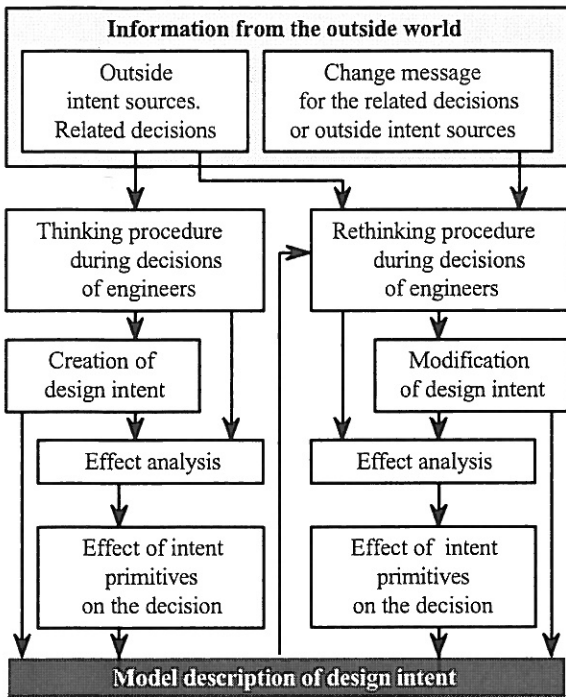 Information from the outside world
Outside
intent sources.
Related decisions
Change message
for the related decisions
or outside intent sources
Thinking procedure
during decisions
of engineers
Rethinking procedure
during decisions
of engineers
Creation of
design intent
Modification
of design intent
Effect analysis
Effect analysis
Effect of intent
primitives
on the decision
Effect of intent
primitives
on the decision
Model description of design intent